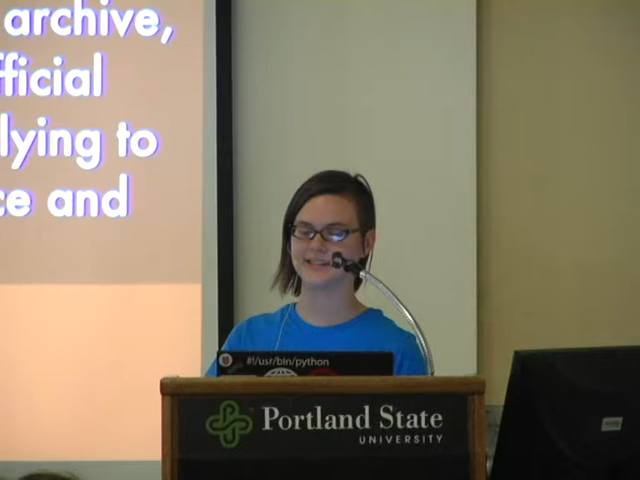 archive,
fficial
lying to
ce and
#!/usr/bin/python
Portland State
UNIVERSITY